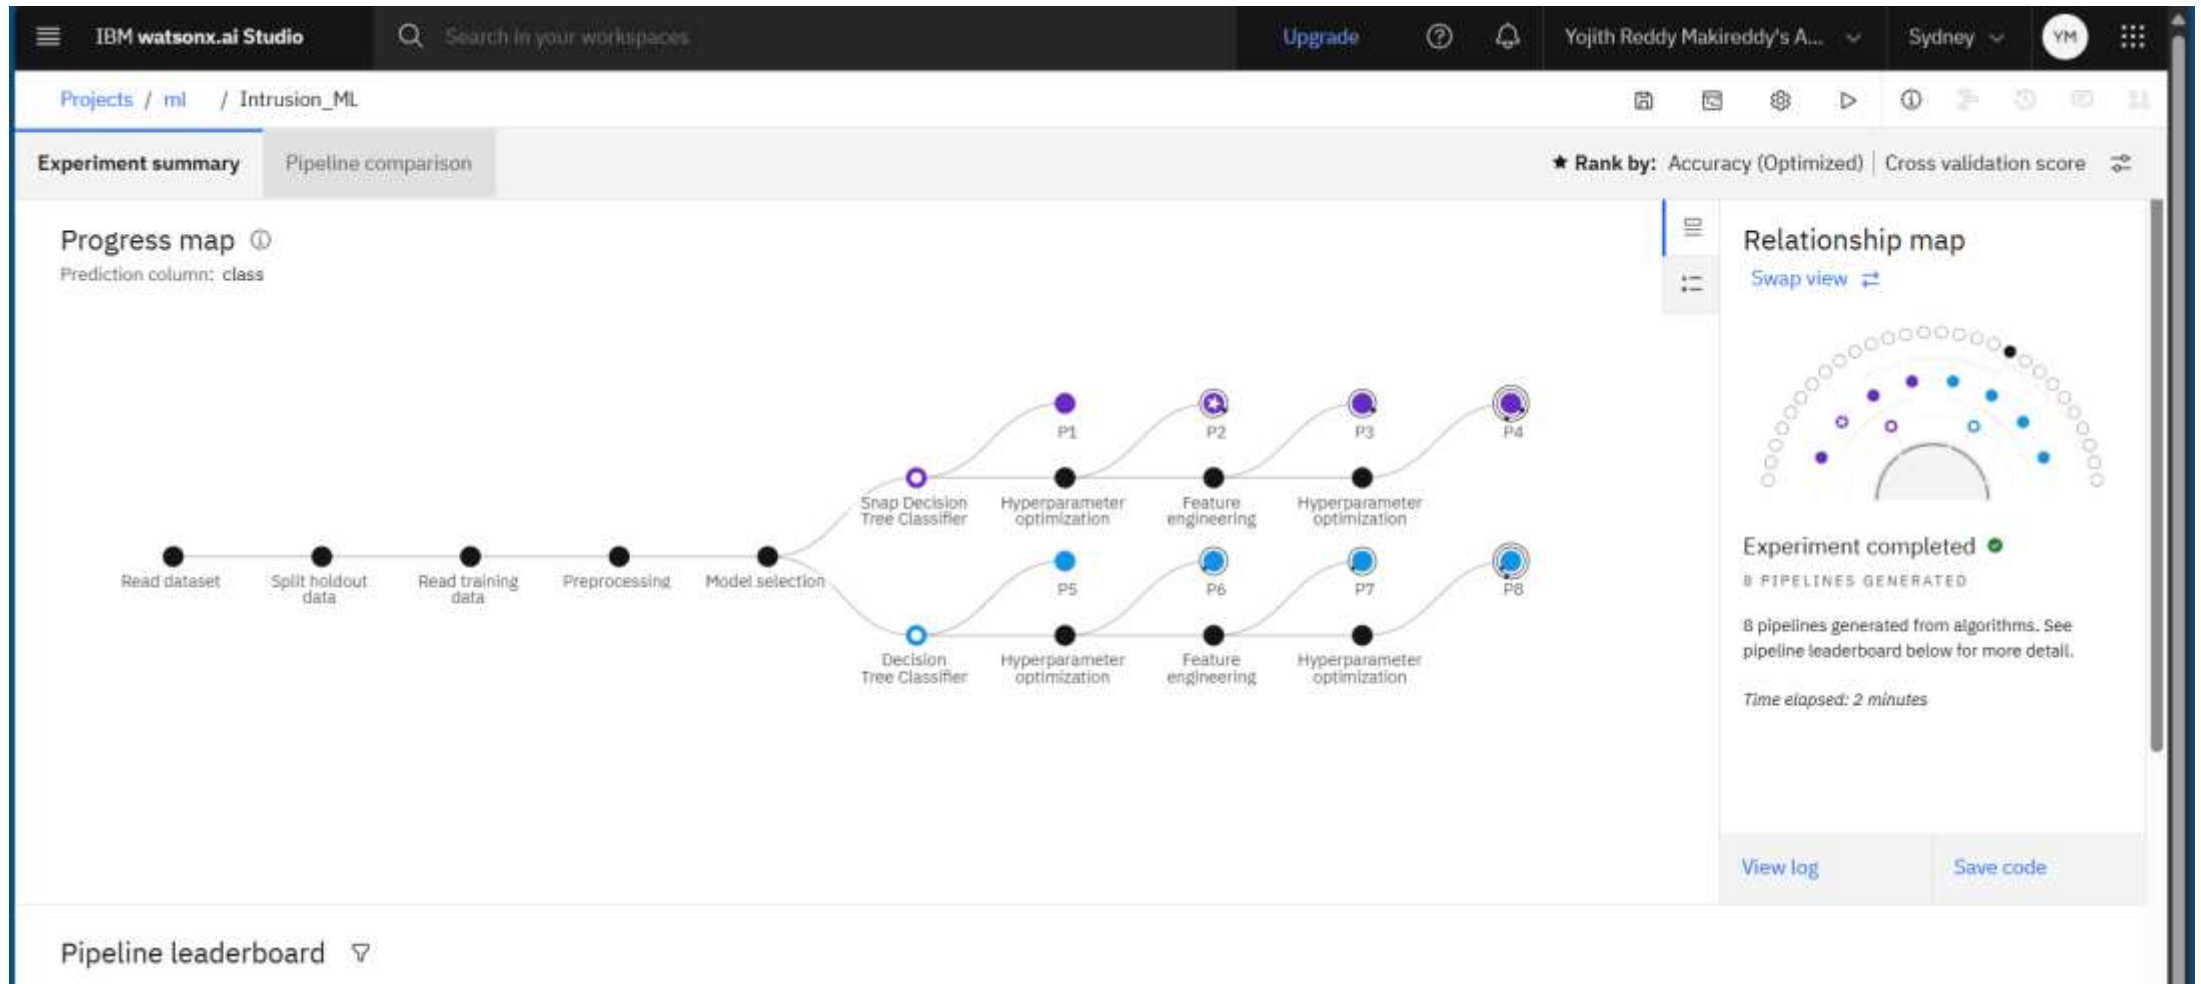 IBM watsonx.ai Studio
Search in your workspaces
Upgrade
Yojith Reddy Makireddy's A...
Sydney
YM
Projects / ml / Intrusion_ML
Experiment summary
Pipeline comparison
Rank by: Accuracy (Optimized) | Cross validation score
Progress map
Prediction column: class
Relationship map
Swap view
P1
P2
P3
P4
Snap Decision
Tree Classifier
Hyperparameter
optimization
Feature
engineering
Hyperparameter
optimization
Read dataset
Split holdout
data
Read training
data
Preprocessing
Model selection
P5
P6
P7
P8
Decision
Tree Classifier
Hyperparameter
optimization
Feature
engineering
Hyperparameter
optimization
Experiment completed
8 PIPELINES GENERATED
8 pipelines generated from algorithms. See
pipeline leaderboard below for more detail.
Time elapsed: 2 minutes
View log
Save code
Pipeline leaderboard